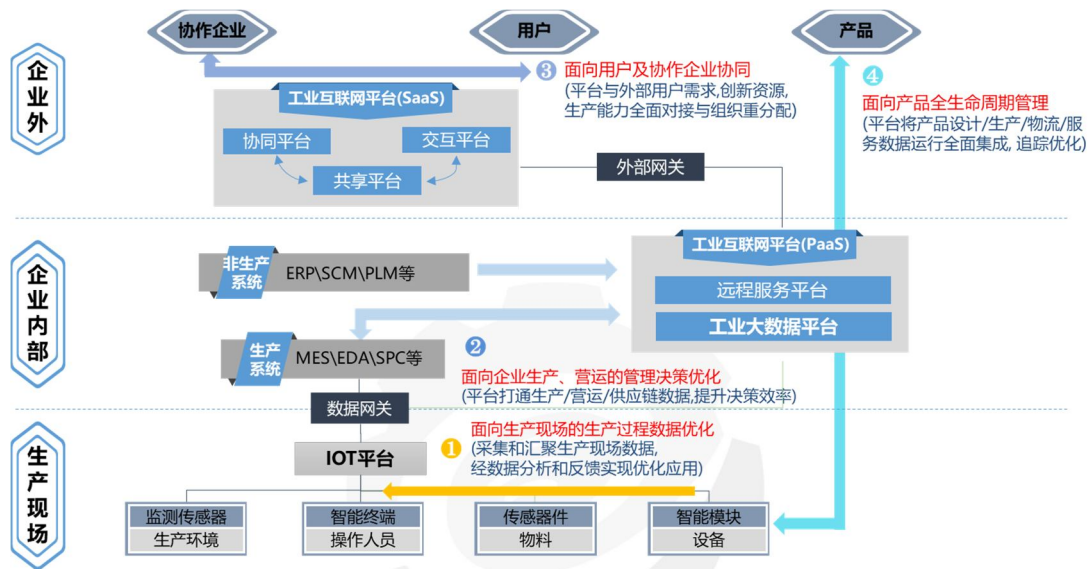 协作企业
用户
产品
企业外
❸ 面向用户及协作企业协同
(平台与外部用户需求,创新资源,
生产能力全面对接与组织重分配)
❹
面向产品全生命周期管理
(平台将产品设计/生产/物流/服
务数据运行全面集成, 追踪优化)
工业互联网平台(SaaS)
协同平台
交互平台
共享平台
外部网关
企业内部
非生产
系统
ERP\SCM\PLM等
工业互联网平台(PaaS)
远程服务平台
工业大数据平台
生产
系统
MES\EDA\SPC等
❷
面向企业生产、营运的管理决策优化
(平台打通生产/营运/供应链数据,提升决策效率)
数据网关
生产现场
❶ 面向生产现场的生产过程数据优化
(采集和汇聚生产现场数据,
经数据分析和反馈实现优化应用)
IOT平台
监测传感器
生产环境
智能终端
操作人员
传感器件
物料
智能模块
设备